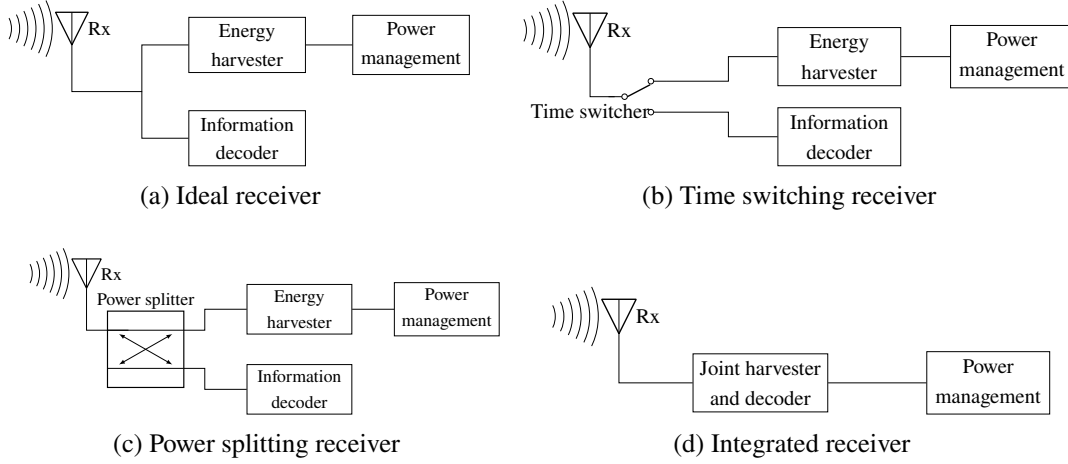 Rx
Energy
harvester
Power
management
Information
decoder
(a) Ideal receiver
Rx
Time switcher
Energy
harvester
Power
management
Information
decoder
(b) Time switching receiver
Rx
Power splitter
Energy
harvester
Power
management
Information
decoder
(c) Power splitting receiver
Rx
Joint harvester
and decoder
Power
management
(d) Integrated receiver